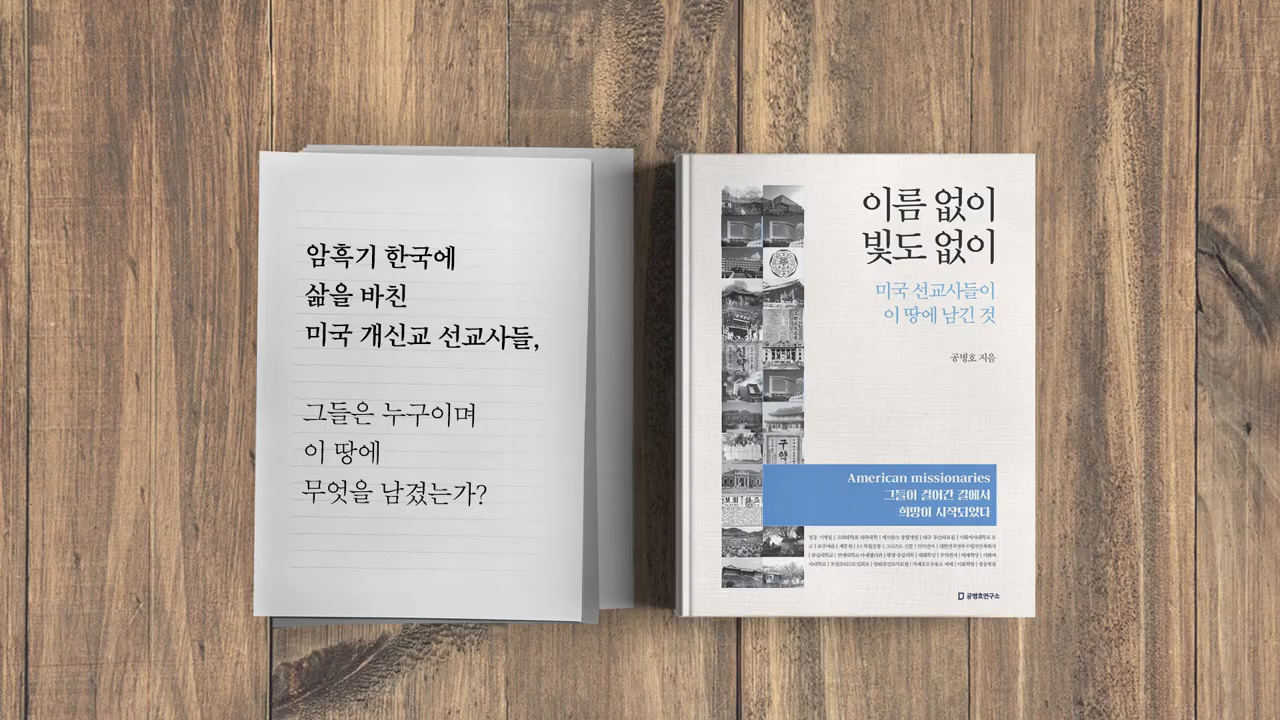 암흑기 한국에
삶을 바친
미국 개신교 선교사들,
그들은 누구이며
이 땅에
무엇을 남겼는가?
이름 없이
빛도 없이
미국 선교사들이
이 땅에 남긴 것
공병호 지음
American missionaries
그들이 걸어간 길에서
희망이 시작되었다
공병호연구소